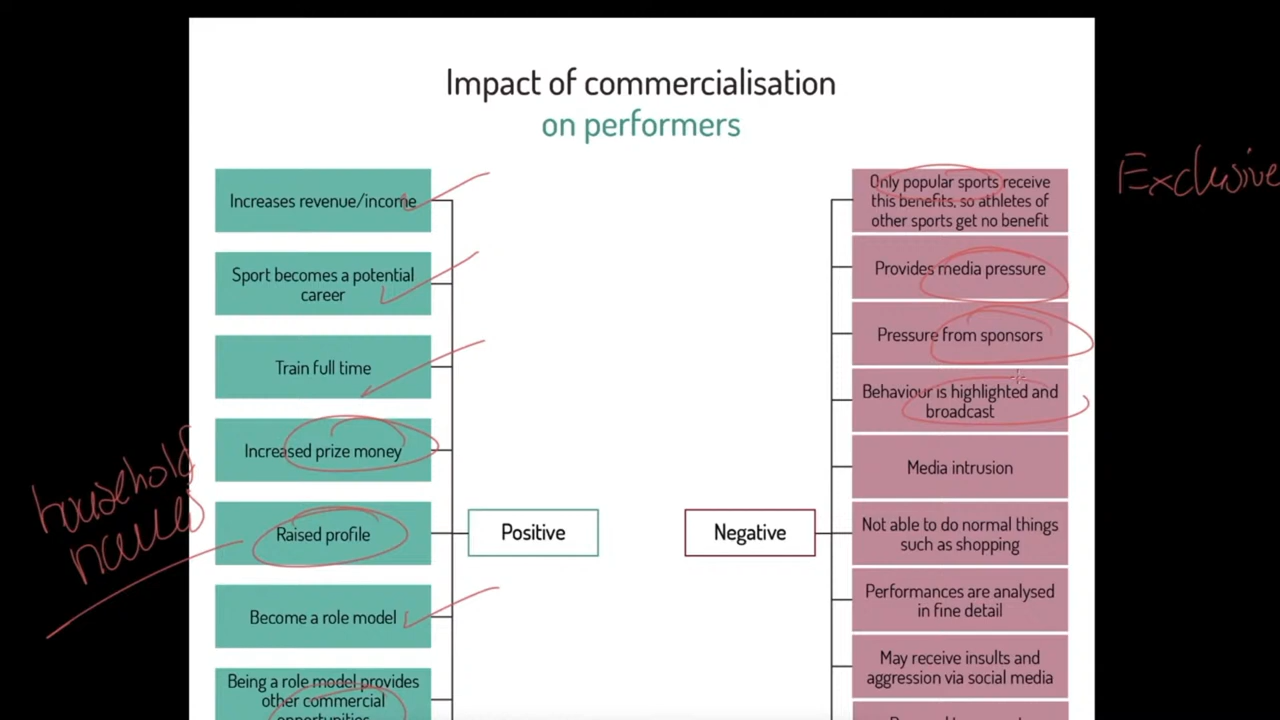 Impact of commercialisation
on performers
Increases revenue/income
Sport becomes a potential
career
Train full time
Increased prize money
Raised profile
Become a role model
Being a role model provides
other commercial
opportunities
household
names
Positive
Negative
Only popular sports receive
this benefits, so athletes of
other sports get no benefit
Provides media pressure
Pressure from sponsors
Behaviour is highlighted and
broadcast
Media intrusion
Not able to do normal things
such as shopping
Performances are analysed
in fine detail
May receive insults and
aggression via social media
Exclusive